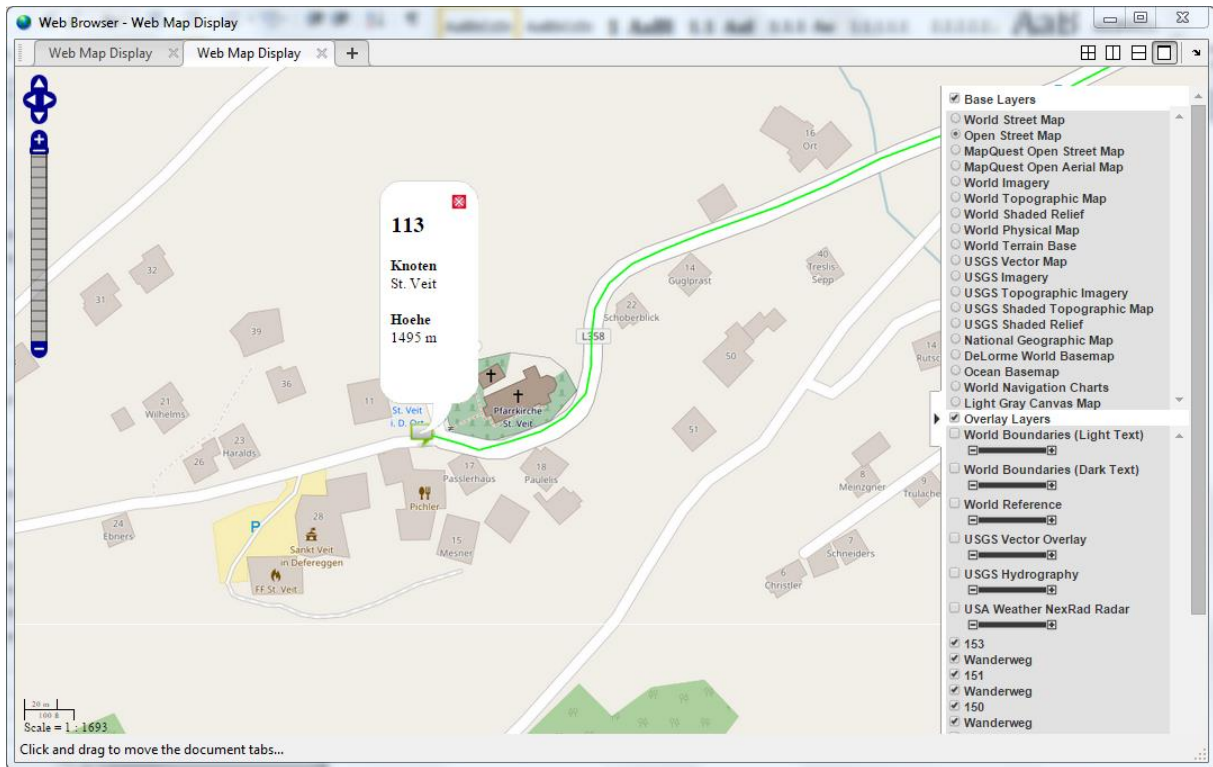 Web Browser - Web Map Display
Web Map Display
Web Map Display
+
113
Knoten
St. Veit
Hoehe
1495 m
16
Ort
32
31
39
36
11
21
Wilhelms
23
Haralds
26
24
Ebners
14
Guglprast
22
Schoberblick
L358
40
Treslis-
Sepp
50
51
14
Rutsc
St. Veit
i. D. Ort
Pfarrkirche
St. Veit
17
Passlerhaus
18
Paulelis
Pichler
15
Mesner
P
28
Sankt Veit
in Defereggen
FF St. Veit
8
Meinzgner
9
Trulache
7
Schneiders
6
Christler
20 m
100 ft
Scale = 1 : 1693
Click and drag to move the document tabs...
Base Layers
World Street Map
Open Street Map
MapQuest Open Street Map
MapQuest Open Aerial Map
World Imagery
World Topographic Map
World Shaded Relief
World Physical Map
World Terrain Base
USGS Vector Map
USGS Imagery
USGS Topographic Imagery
USGS Shaded Topographic Map
USGS Shaded Relief
National Geographic Map
DeLorme World Basemap
Ocean Basemap
World Navigation Charts
Light Gray Canvas Map
Overlay Layers
World Boundaries (Light Text)
World Boundaries (Dark Text)
World Reference
USGS Vector Overlay
USGS Hydrography
USA Weather NexRad Radar
153
Wanderweg
151
Wanderweg
150
Wanderweg